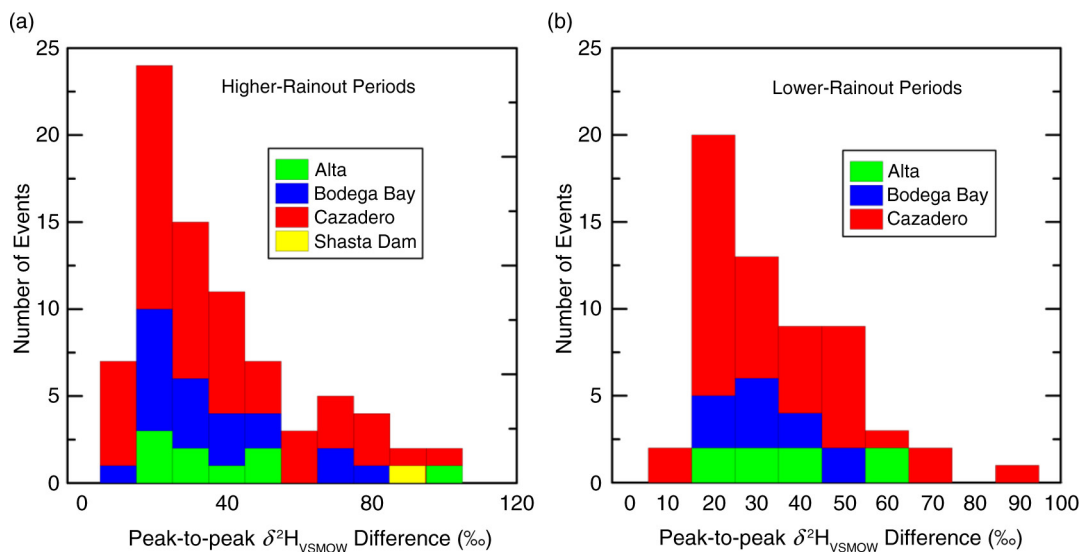 (a)
25
20
15
10
5
0
Number of Events
Higher-Rainout Periods
Alta
Bodega Bay
Cazadero
Shasta Dam
0 40 80 120
Peak-to-peak δ²H_VSMOW Difference (‰)
(b)
25
20
15
10
5
0
Number of Events
Lower-Rainout Periods
Alta
Bodega Bay
Cazadero
0 10 20 30 40 50 60 70 80 90 100
Peak-to-peak δ²H_VSMOW Difference (‰)